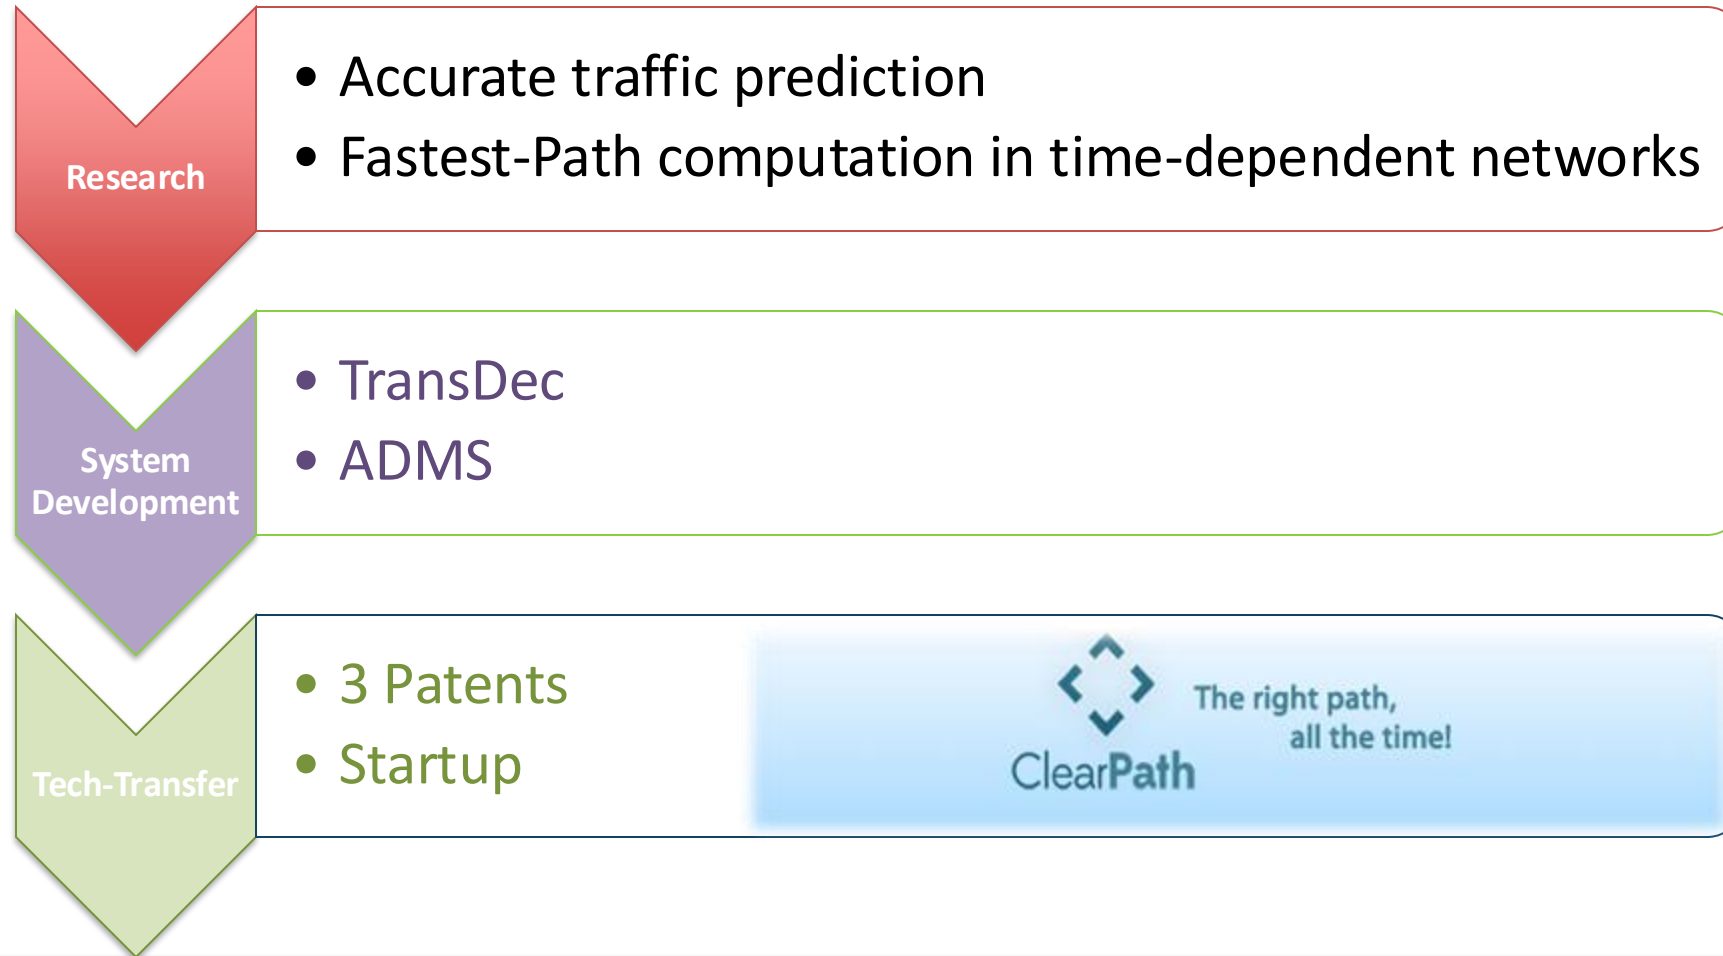 Research
• Accurate traffic prediction
• Fastest-Path computation in time-dependent networks
System
Development
• TransDec
• ADMS
Tech-Transfer
• 3 Patents
• Startup
ClearPath
The right path,
all the time!